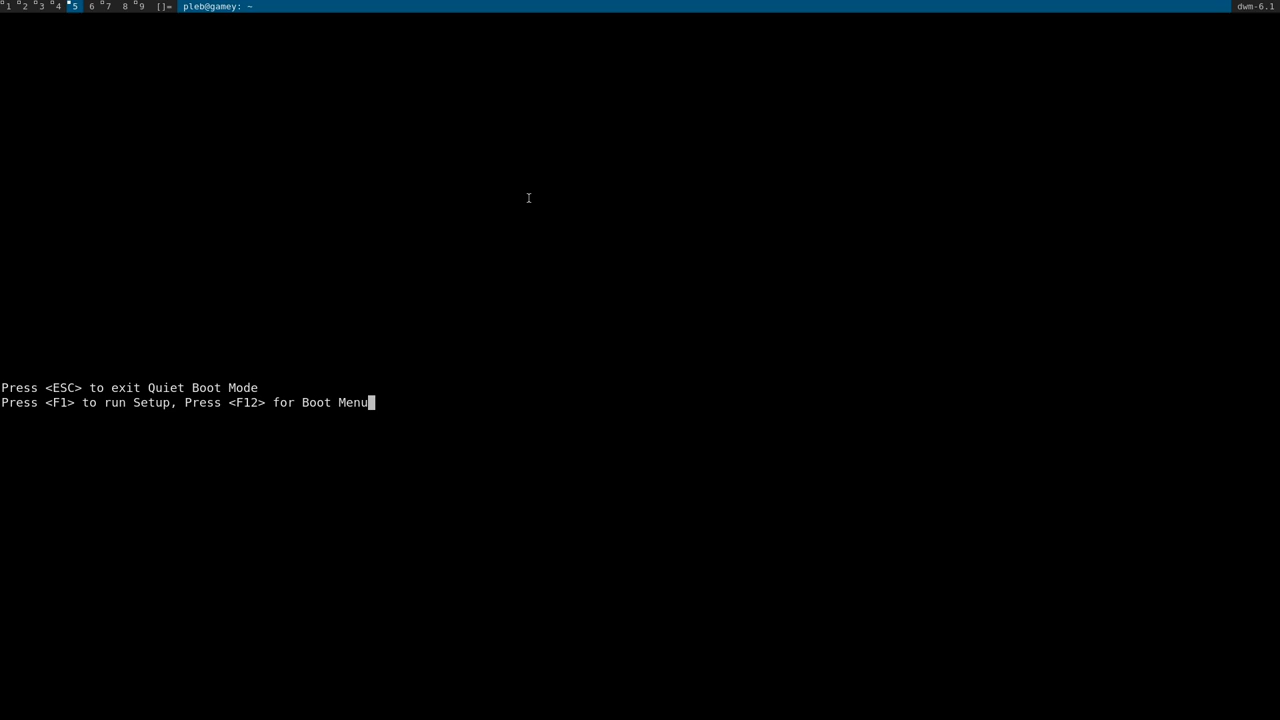 1 2 3 4 5 6 7 8 9 []= pleb@gamey: ~ dwm-6.1
Press <ESC> to exit Quiet Boot Mode
Press <F1> to run Setup, Press <F12> for Boot Menu